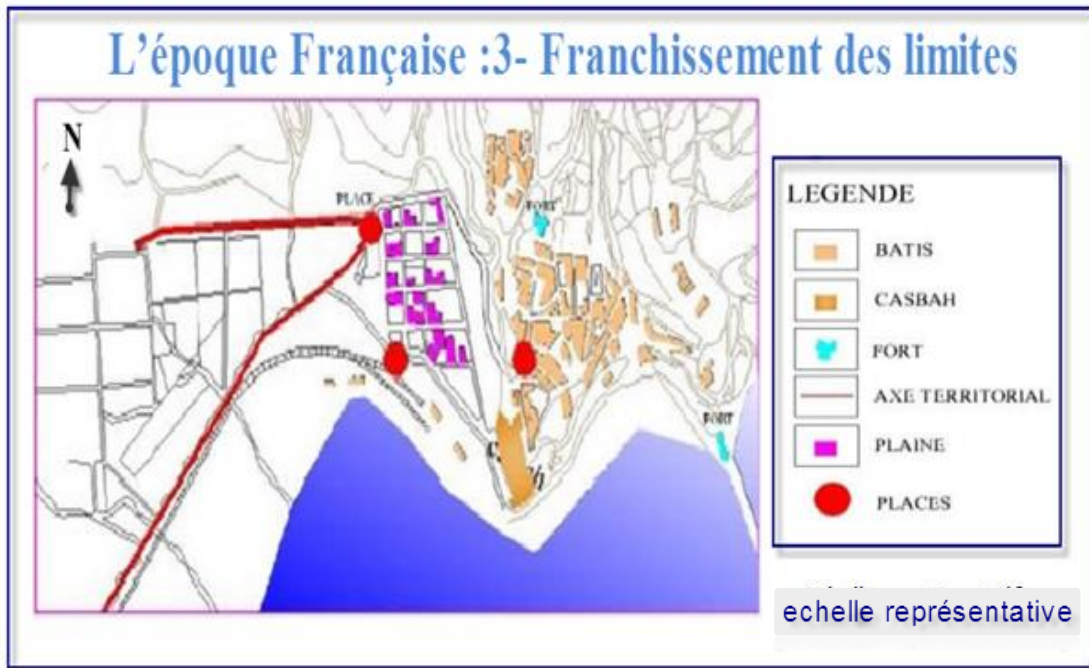 L'époque Française :3- Franchissement des limites
N
PLACE
FORT
FORT
LEGENDE
BATIS
CASBAH
FORT
AXE TERRITORIAL
PLAINE
PLACES
echelle représentative